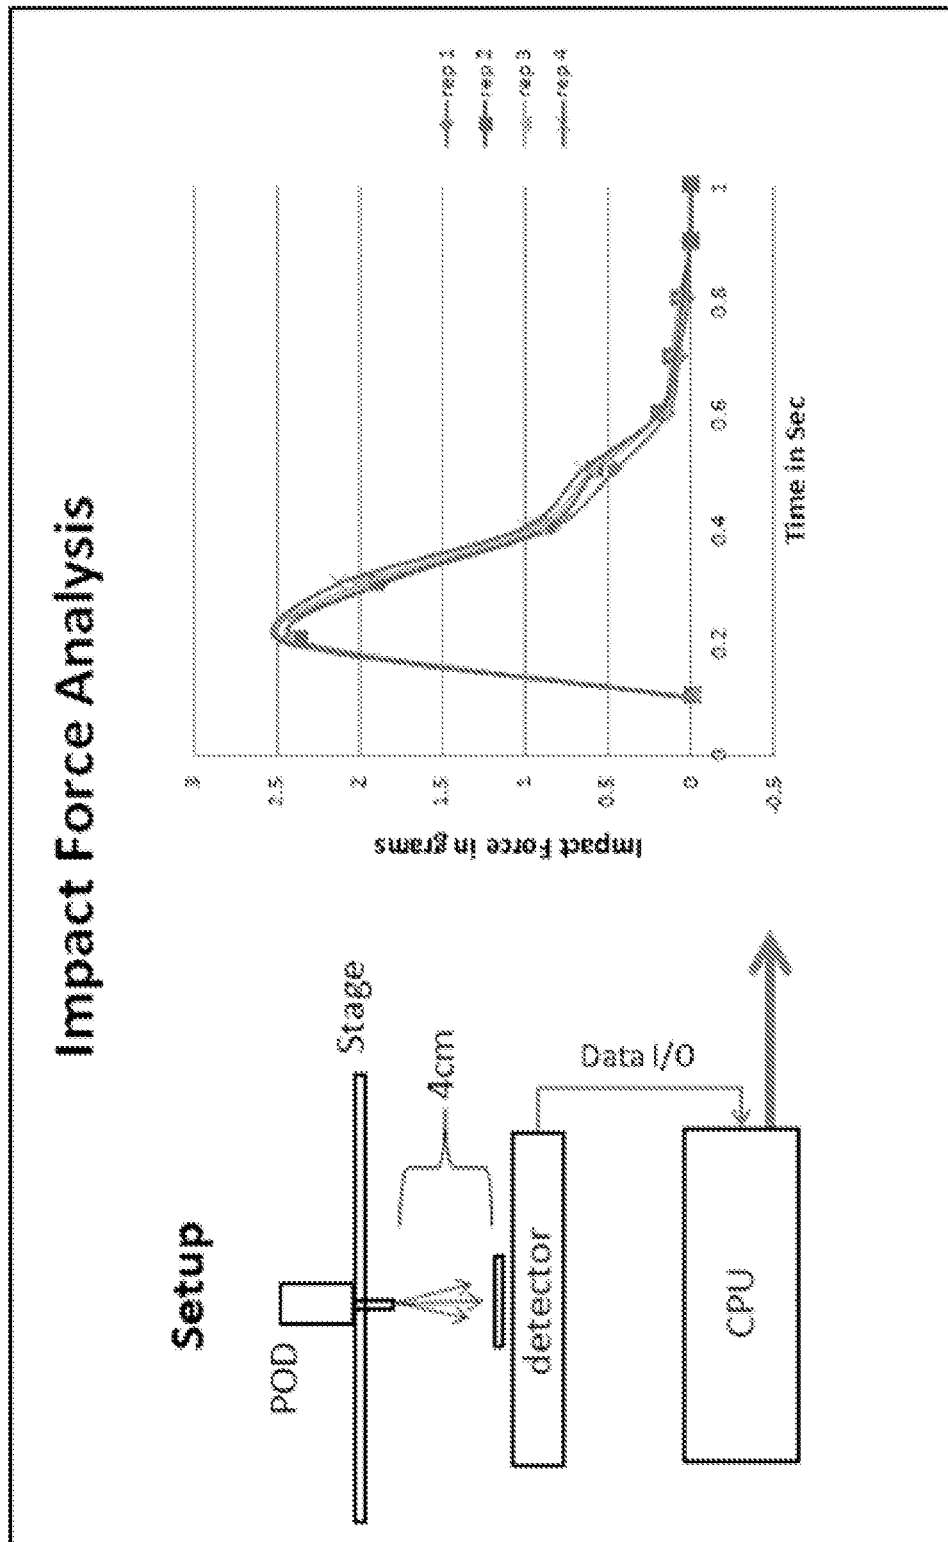 Impact Force Analysis
Setup
POD
Stage
4cm
detector
Data I/O
CPU
Impact Force in grams
3
2.5
2
1.5
1
0.5
0
-0.5
0
0.2
0.4
0.6
0.8
1
Time in Sec
rep 1
rep 2
rep 3
rep 4